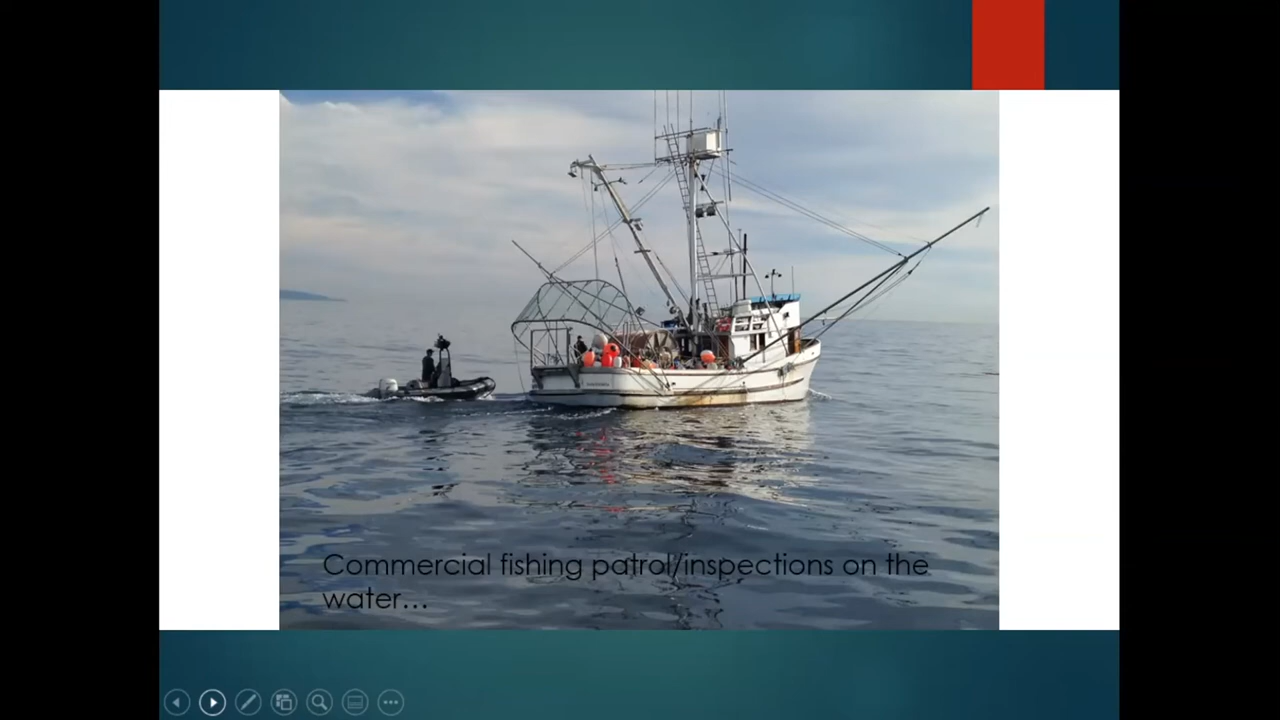 Commercial fishing patrol/inspections on the
water…